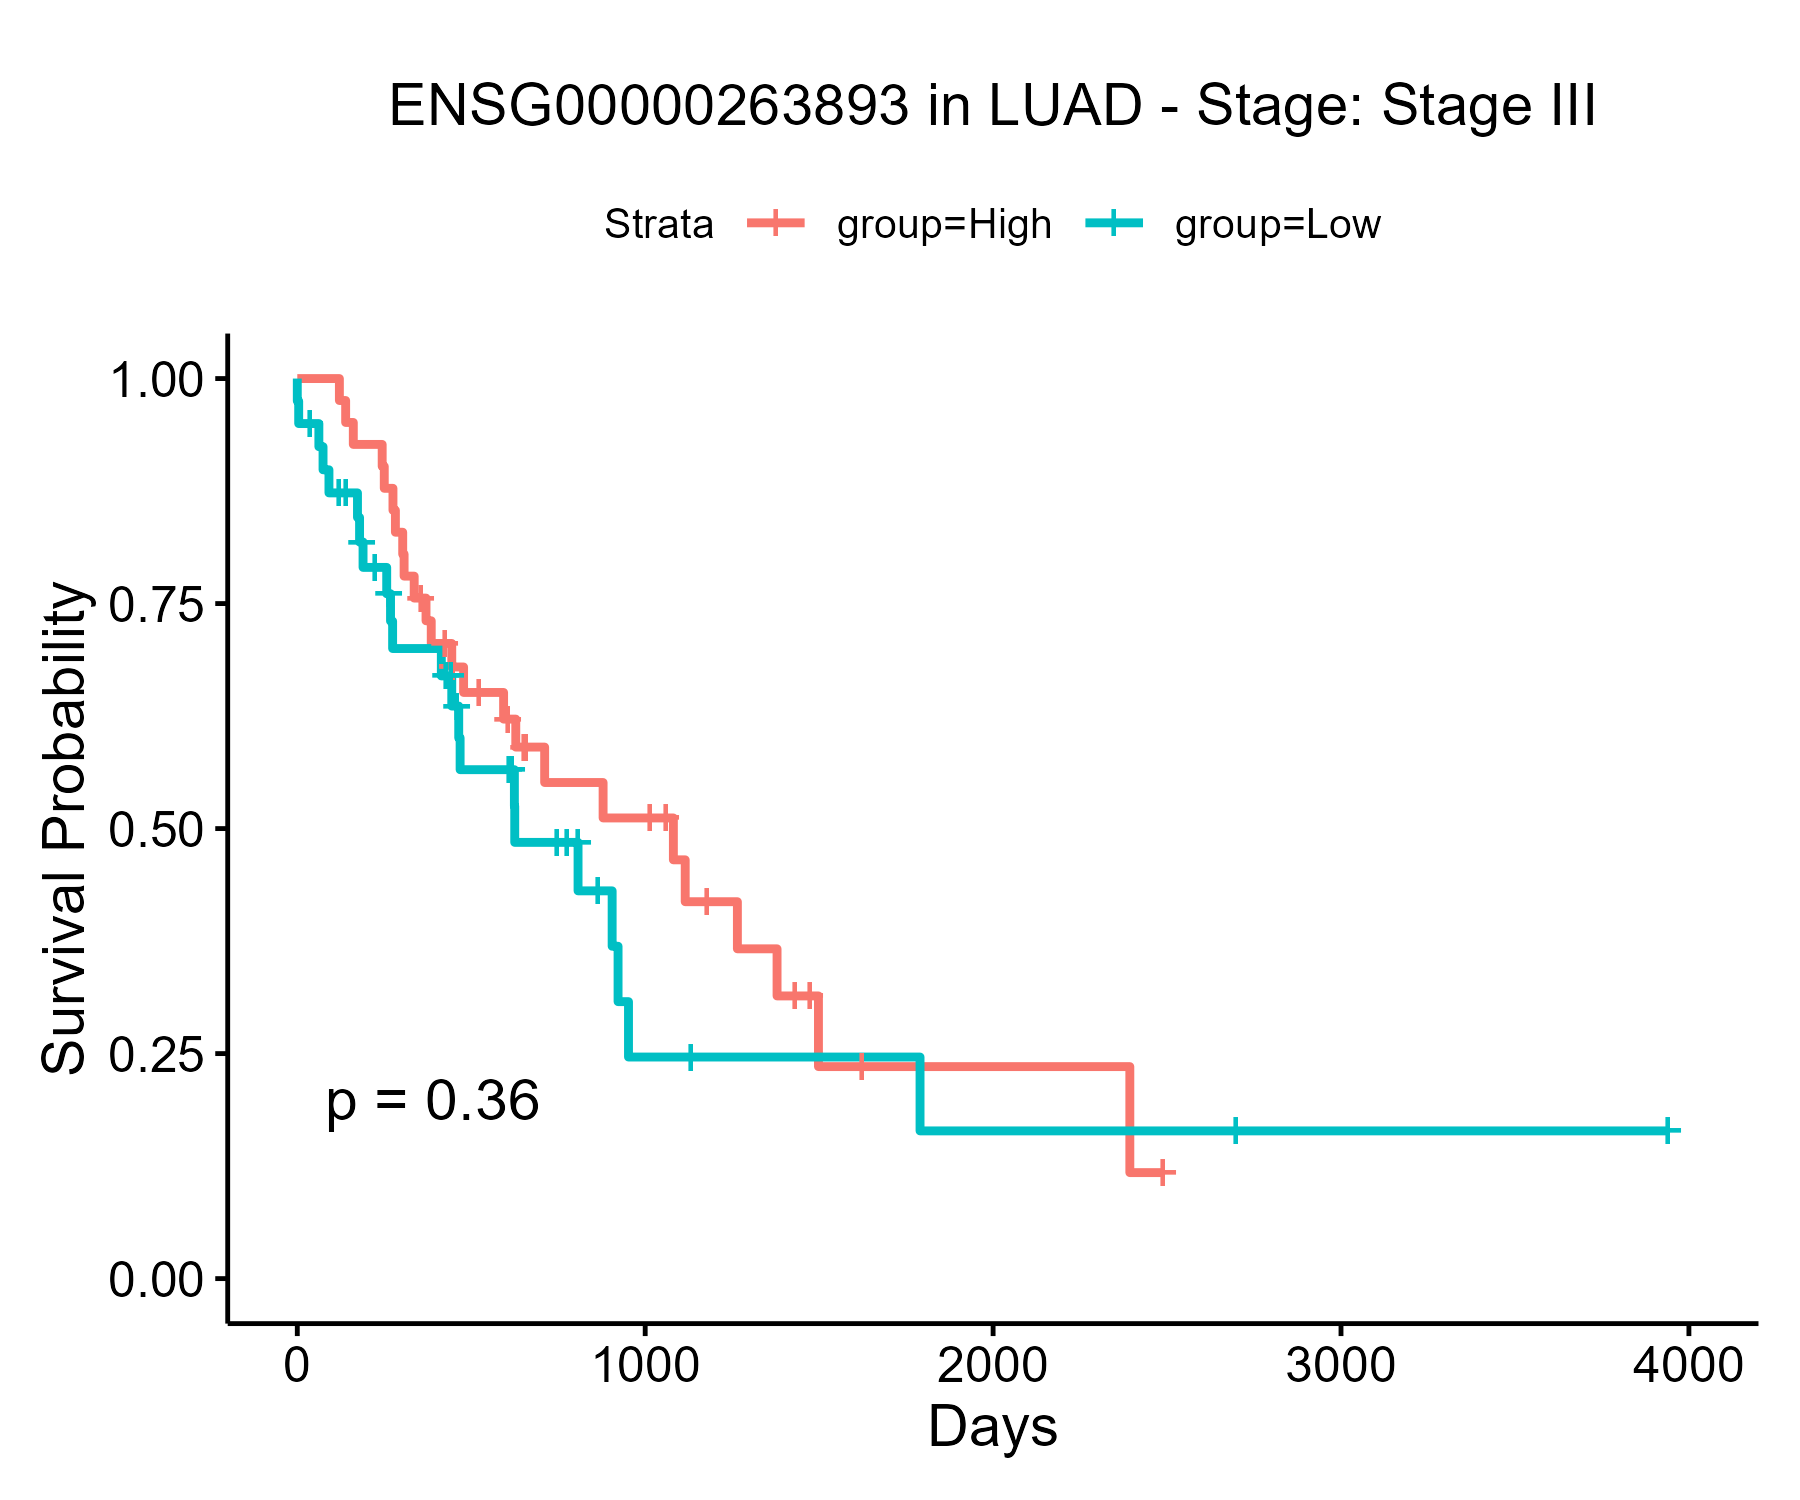 ENSG00000263893 in LUAD - Stage: Stage III
Strata group=High group=Low
1.00
0.75
0.50
0.25
0.00
Survival Probability
p = 0.36
0 1000 2000 3000 4000
Days